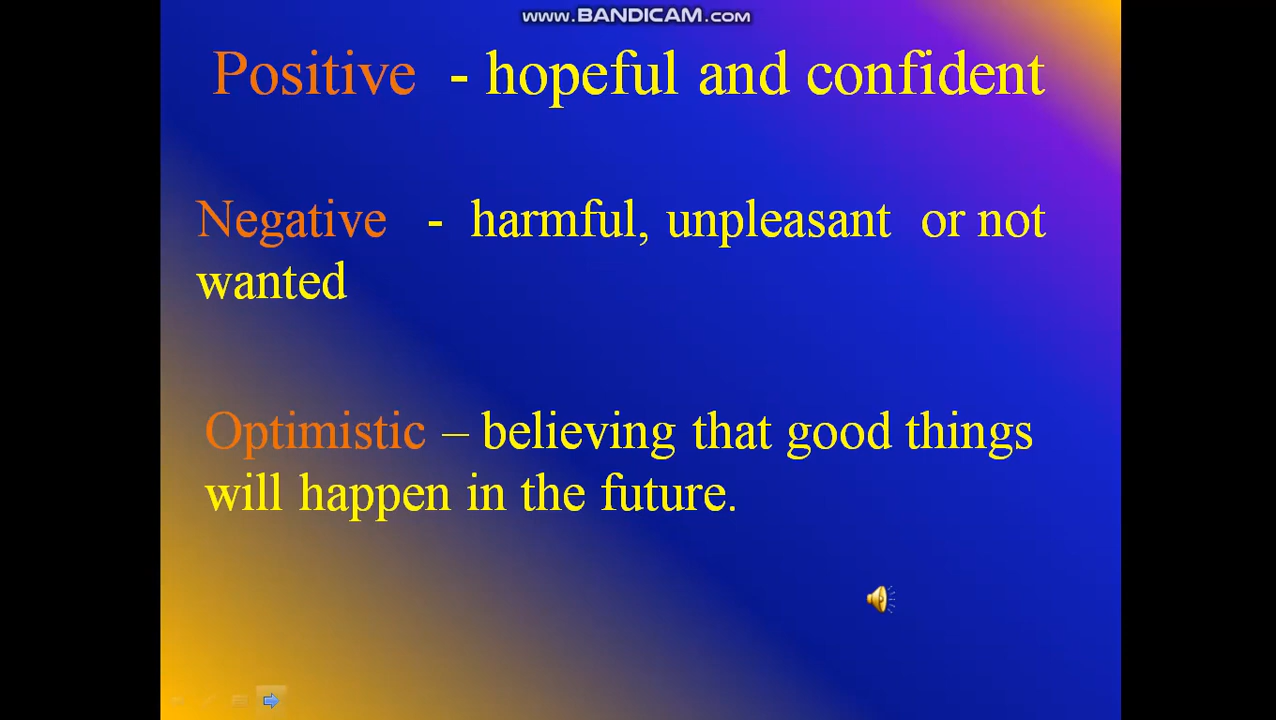 www.BANDICAM.com
Positive - hopeful and confident
Negative - harmful, unpleasant or not
wanted
Optimistic – believing that good things
will happen in the future.